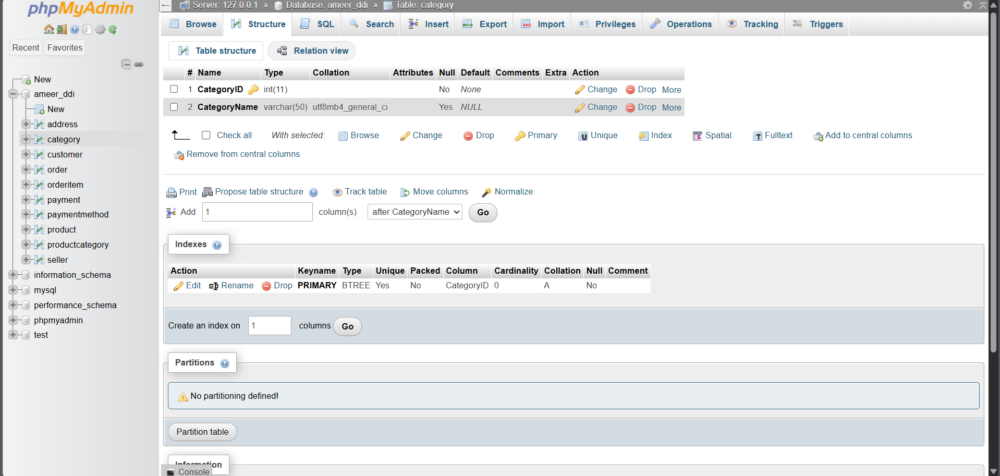 phpMyAdmin
Recent
Favorites
New
ameer_ddi
New
address
category
customer
order
orderitem
payment
paymentmethod
product
productcategory
seller
information_schema
mysql
performance_schema
phpmyadmin
test
← Server: 127.0.0.1 » Database: ameer_ddi » Table: category
Browse Structure SQL Search Insert Export Import Privileges Operations Tracking Triggers
Table structure Relation view
# Name Type Collation Attributes Null Default Comments Extra Action
1 CategoryID int(11) No None Change Drop More
2 CategoryName varchar(50) utf8mb4_general_ci Yes NULL Change Drop More
Check all With selected: Browse Change Drop Primary Unique Index Spatial Fulltext Add to central columns
Remove from central columns
Print Propose table structure Track table Move columns Normalize
Add 1 column(s) after CategoryName Go
Indexes
Action Keyname Type Unique Packed Column Cardinality Collation Null Comment
Edit Rename Drop PRIMARY BTREE Yes No CategoryID 0 A No
Create an index on 1 columns Go
Partitions
No partitioning defined!
Partition table
Information
Console